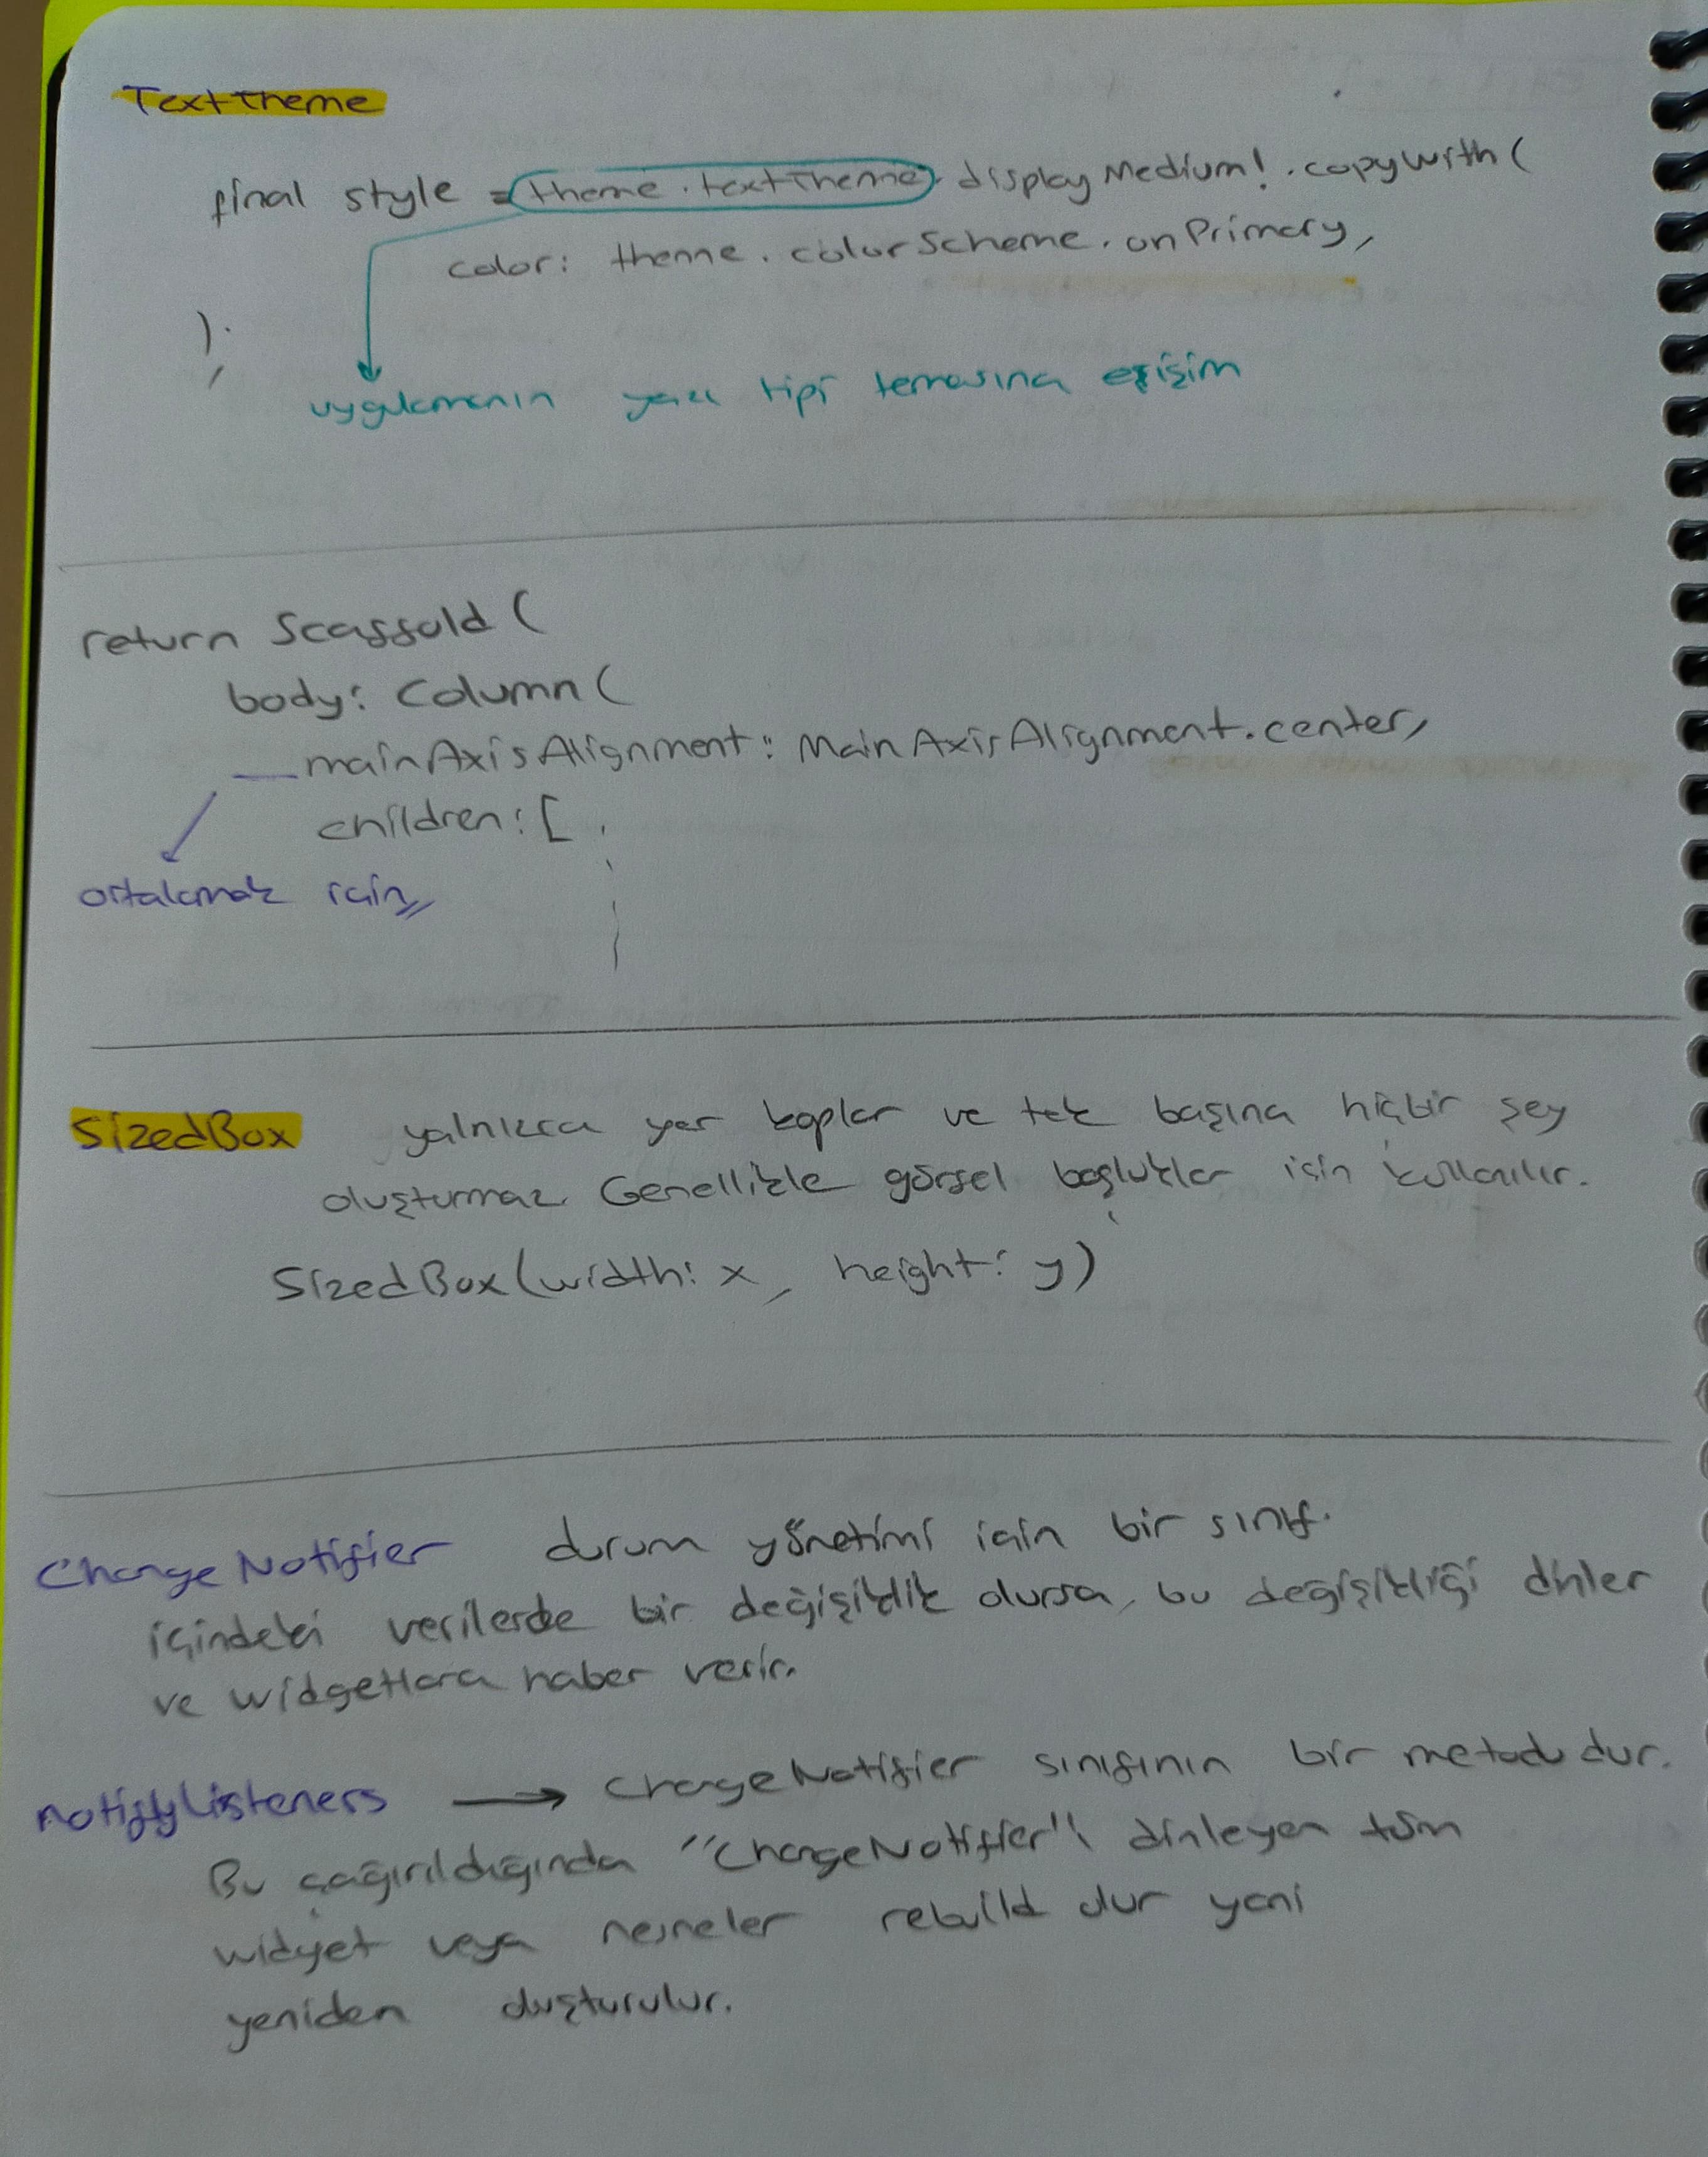 TextTheme
final style = theme.textTheme.displayMedium!.copyWith(
color: theme.colorScheme.onPrimary,
);
uygulamanın yazı tipi temasına erişim
return Scaffold (
body: Column (
mainAxisAlignment: MainAxisAlignment.center,
children: [
ortalamak için
SizedBox yalnızca yer kaplar ve tek başına hiçbir şey
oluşturmaz. Genellikle görsel boşluklar için kullanılır.
SizedBox(width: x, height: y)
ChangeNotifier durum yönetimi için bir sınıf.
içindeki verilerde bir değişiklik olursa, bu değişikliği dinler
ve widgetlara haber verir.
notifyListeners → ChangeNotifier sınıfının bir metodudur.
Bu çağırıldığında "ChangeNotifier"ı dinleyen tüm
widget veya nesneler rebuild olur yani
yeniden oluşturulur.